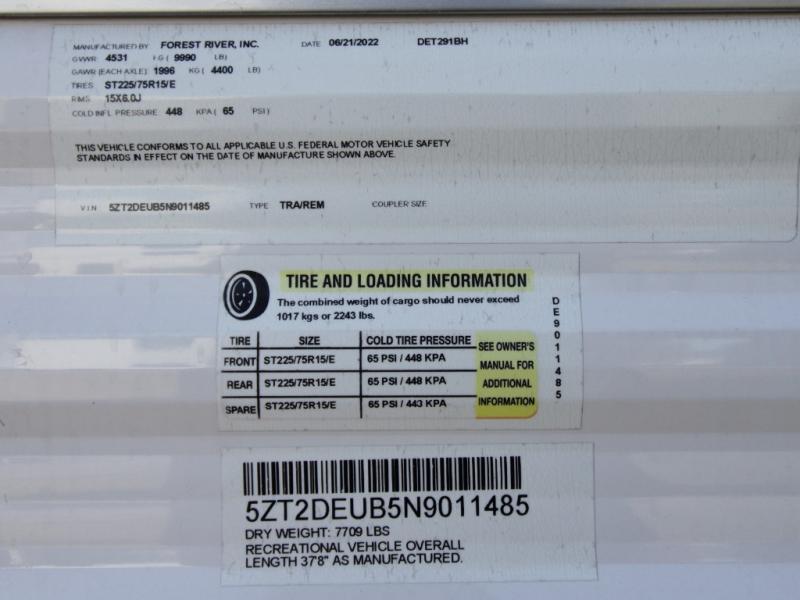 MANUFACTURED BY FOREST RIVER, INC. DATE 06/21/2022 DET291BH
GVWR 4531 KG ( 9990 LB)
GAWR (EACH AXLE) 1996 KG ( 4400 LB)
TIRES ST225/75R15/E
RIMS 15X6.0J
COLD INFL PRESSURE 448 KPA ( 65 PSI)
THIS VEHICLE CONFORMS TO ALL APPLICABLE U.S. FEDERAL MOTOR VEHICLE SAFETY
STANDARDS IN EFFECT ON THE DATE OF MANUFACTURE SHOWN ABOVE.
VIN 5ZT2DEUB5N9011485 TYPE TRA/REM COUPLER SIZE
TIRE AND LOADING INFORMATION
The combined weight of cargo should never exceed
1017 kgs or 2243 lbs.
TIRE SIZE COLD TIRE PRESSURE
FRONT ST225/75R15/E 65 PSI / 448 KPA
REAR ST225/75R15/E 65 PSI / 448 KPA
SPARE ST225/75R15/E 65 PSI / 443 KPA
SEE OWNER'S
MANUAL FOR
ADDITIONAL
INFORMATION
DE9011485
5ZT2DEUB5N9011485
DRY WEIGHT: 7709 LBS
RECREATIONAL VEHICLE OVERALL
LENGTH 37'8" AS MANUFACTURED.